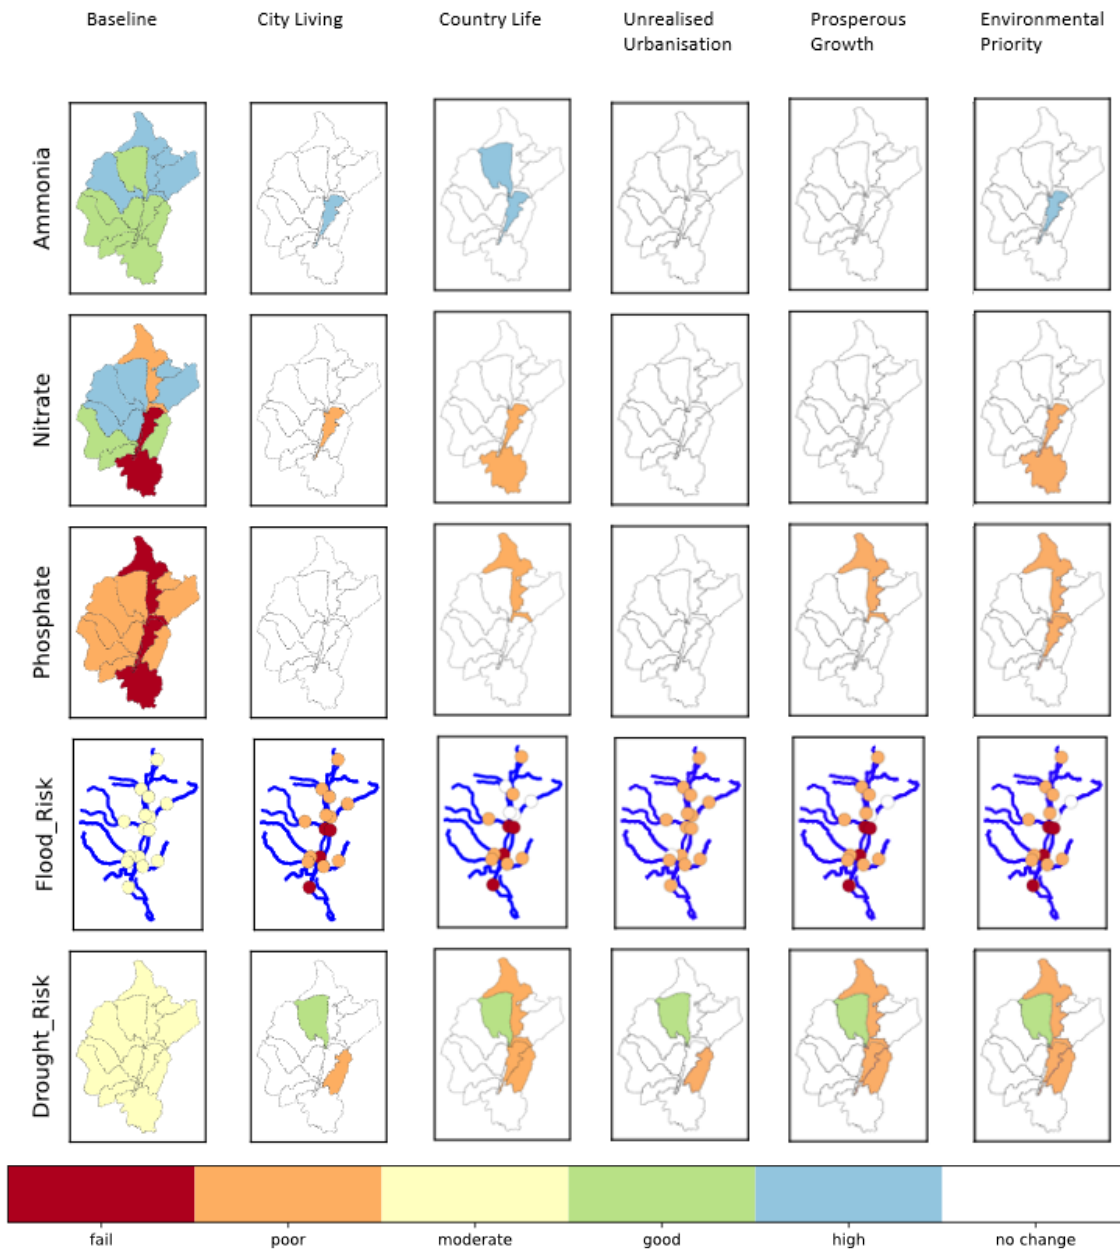 Baseline
City Living
Country Life
Unrealised
Urbanisation
Prosperous
Growth
Environmental
Priority
Ammonia
Nitrate
Phosphate
Flood_Risk
Drought_Risk
fail
poor
moderate
good
high
no change